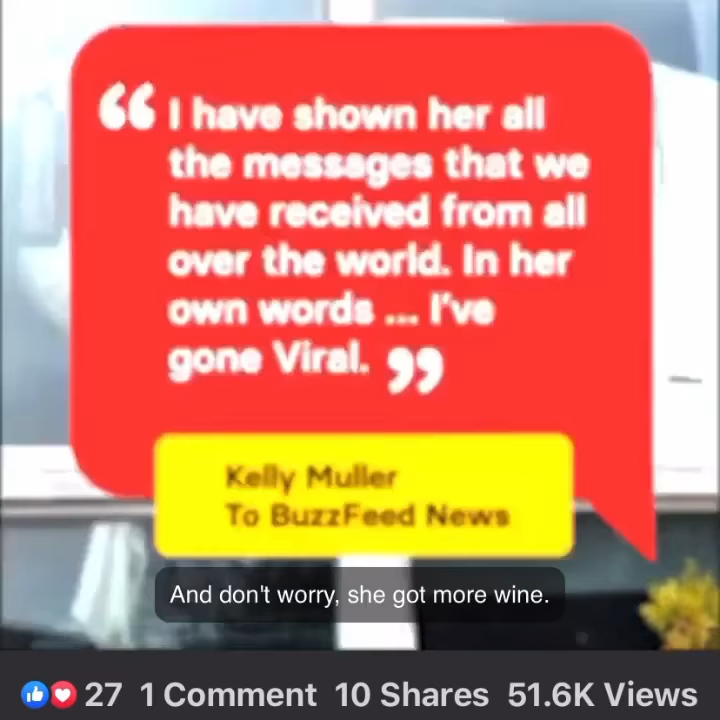 “ I have shown her all
the messages that we
have received from all
over the world. In her
own words ... I've
gone Viral. ”
Kelly Muller
To BuzzFeed News
And don't worry, she got more wine.
27 1 Comment 10 Shares 51.6K Views